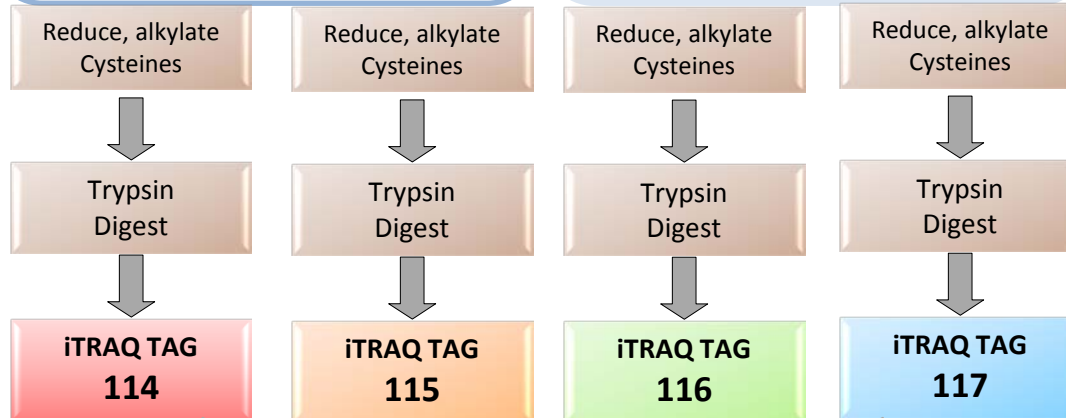 Reduce, alkylate
Cysteines
Reduce, alkylate
Cysteines
Reduce, alkylate
Cysteines
Reduce, alkylate
Cysteines
Trypsin
Digest
Trypsin
Digest
Trypsin
Digest
Trypsin
Digest
iTRAQ TAG
114
iTRAQ TAG
115
iTRAQ TAG
116
iTRAQ TAG
117